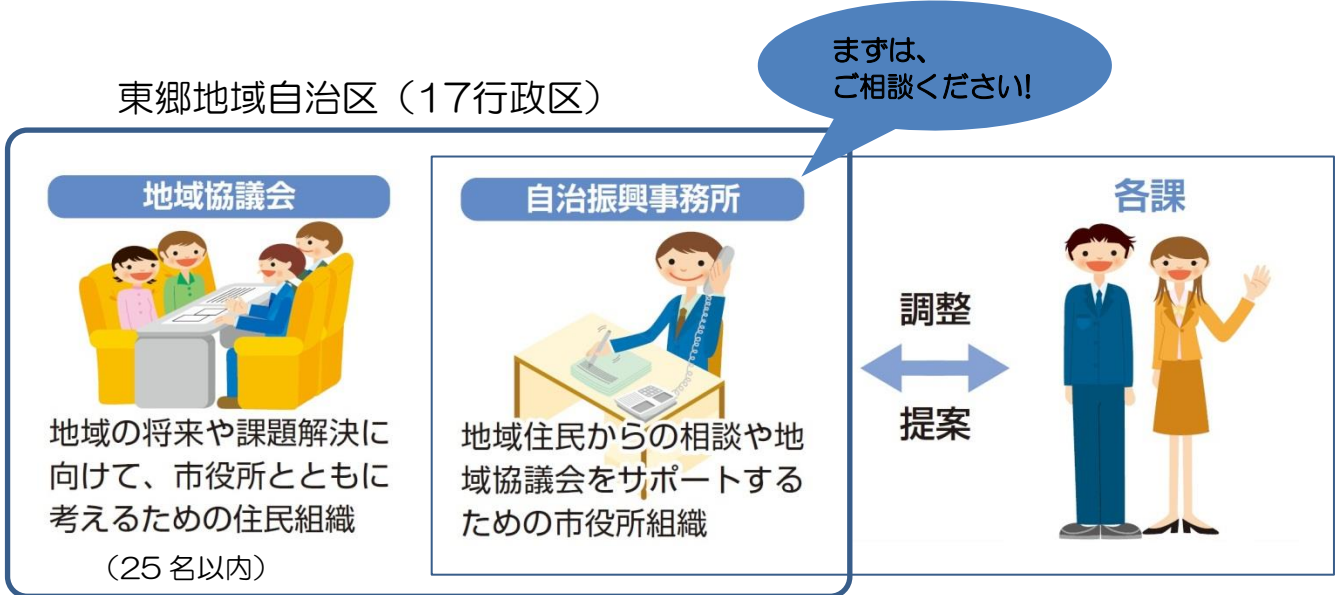 まずは、
ご相談ください!
東郷地域自治区（17行政区）
地域協議会
地域の将来や課題解決に
向けて、市役所とともに
考えるための住民組織
（25 名以内）
自治振興事務所
地域住民からの相談や地
域協議会をサポートする
ための市役所組織
調整
提案
各課